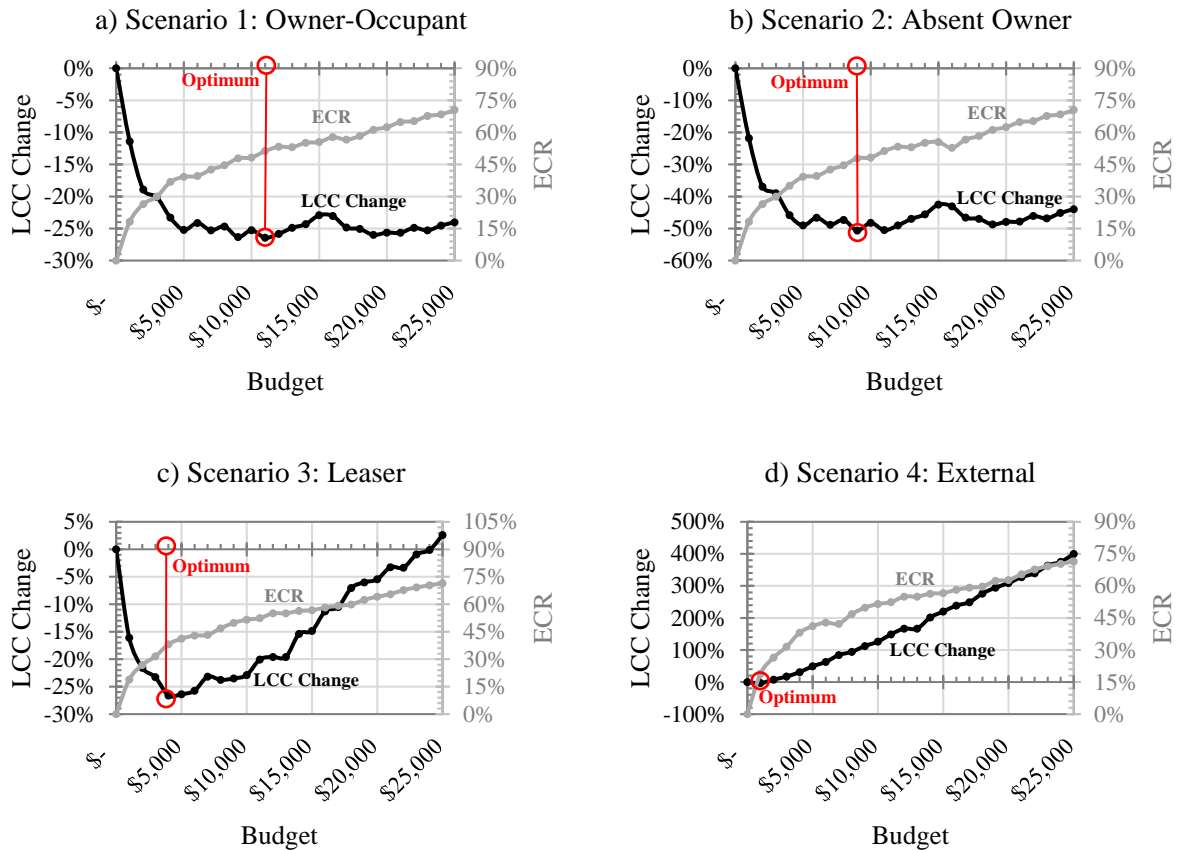 a) Scenario 1: Owner-Occupant
LCC Change
0%
-5%
-10%
-15%
-20%
-25%
-30%
Optimum
ECR
LCC Change
90%
75%
60%
45%
30%
15%
0%
ECR
$-
$5,000
$10,000
$15,000
$20,000
$25,000
Budget
b) Scenario 2: Absent Owner
LCC Change
0%
-10%
-20%
-30%
-40%
-50%
-60%
Optimum
ECR
LCC Change
90%
75%
60%
45%
30%
15%
0%
ECR
$-
$5,000
$10,000
$15,000
$20,000
$25,000
Budget
c) Scenario 3: Leaser
LCC Change
5%
0%
-5%
-10%
-15%
-20%
-25%
-30%
Optimum
ECR
LCC Change
105%
90%
75%
60%
45%
30%
15%
0%
ECR
$-
$5,000
$10,000
$15,000
$20,000
$25,000
Budget
d) Scenario 4: External
LCC Change
500%
400%
300%
200%
100%
0%
-100%
ECR
LCC Change
Optimum
90%
75%
60%
45%
30%
15%
0%
ECR
$-
$5,000
$10,000
$15,000
$20,000
$25,000
Budget